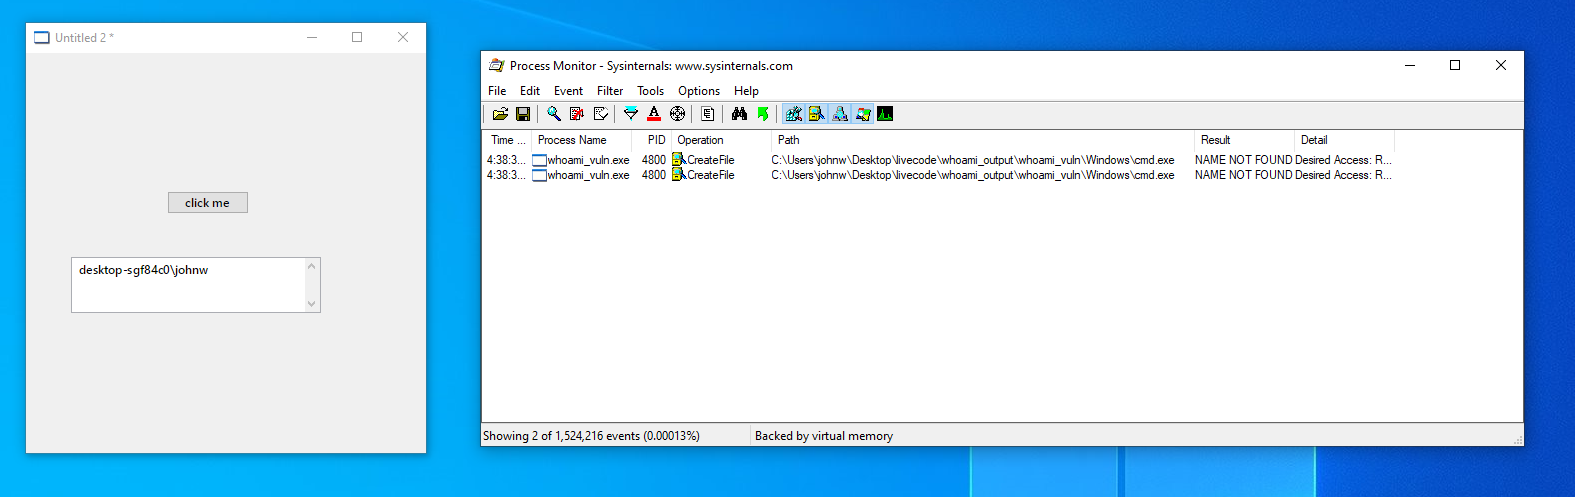 Untitled 2 *
click me
desktop-sgf84c0\johnw
Process Monitor - Sysinternals: www.sysinternals.com
File Edit Event Filter Tools Options Help
Time ... Process Name PID Operation Path Result Detail
4:38:3... whoami_vuln.exe 4800 CreateFile C:\Users\johnw\Desktop\livecode\whoami_output\whoami_vuln\Windows\cmd.exe NAME NOT FOUND Desired Access: R...
4:38:3... whoami_vuln.exe 4800 CreateFile C:\Users\johnw\Desktop\livecode\whoami_output\whoami_vuln\Windows\cmd.exe NAME NOT FOUND Desired Access: R...
Showing 2 of 1,524,216 events (0.00013%) Backed by virtual memory